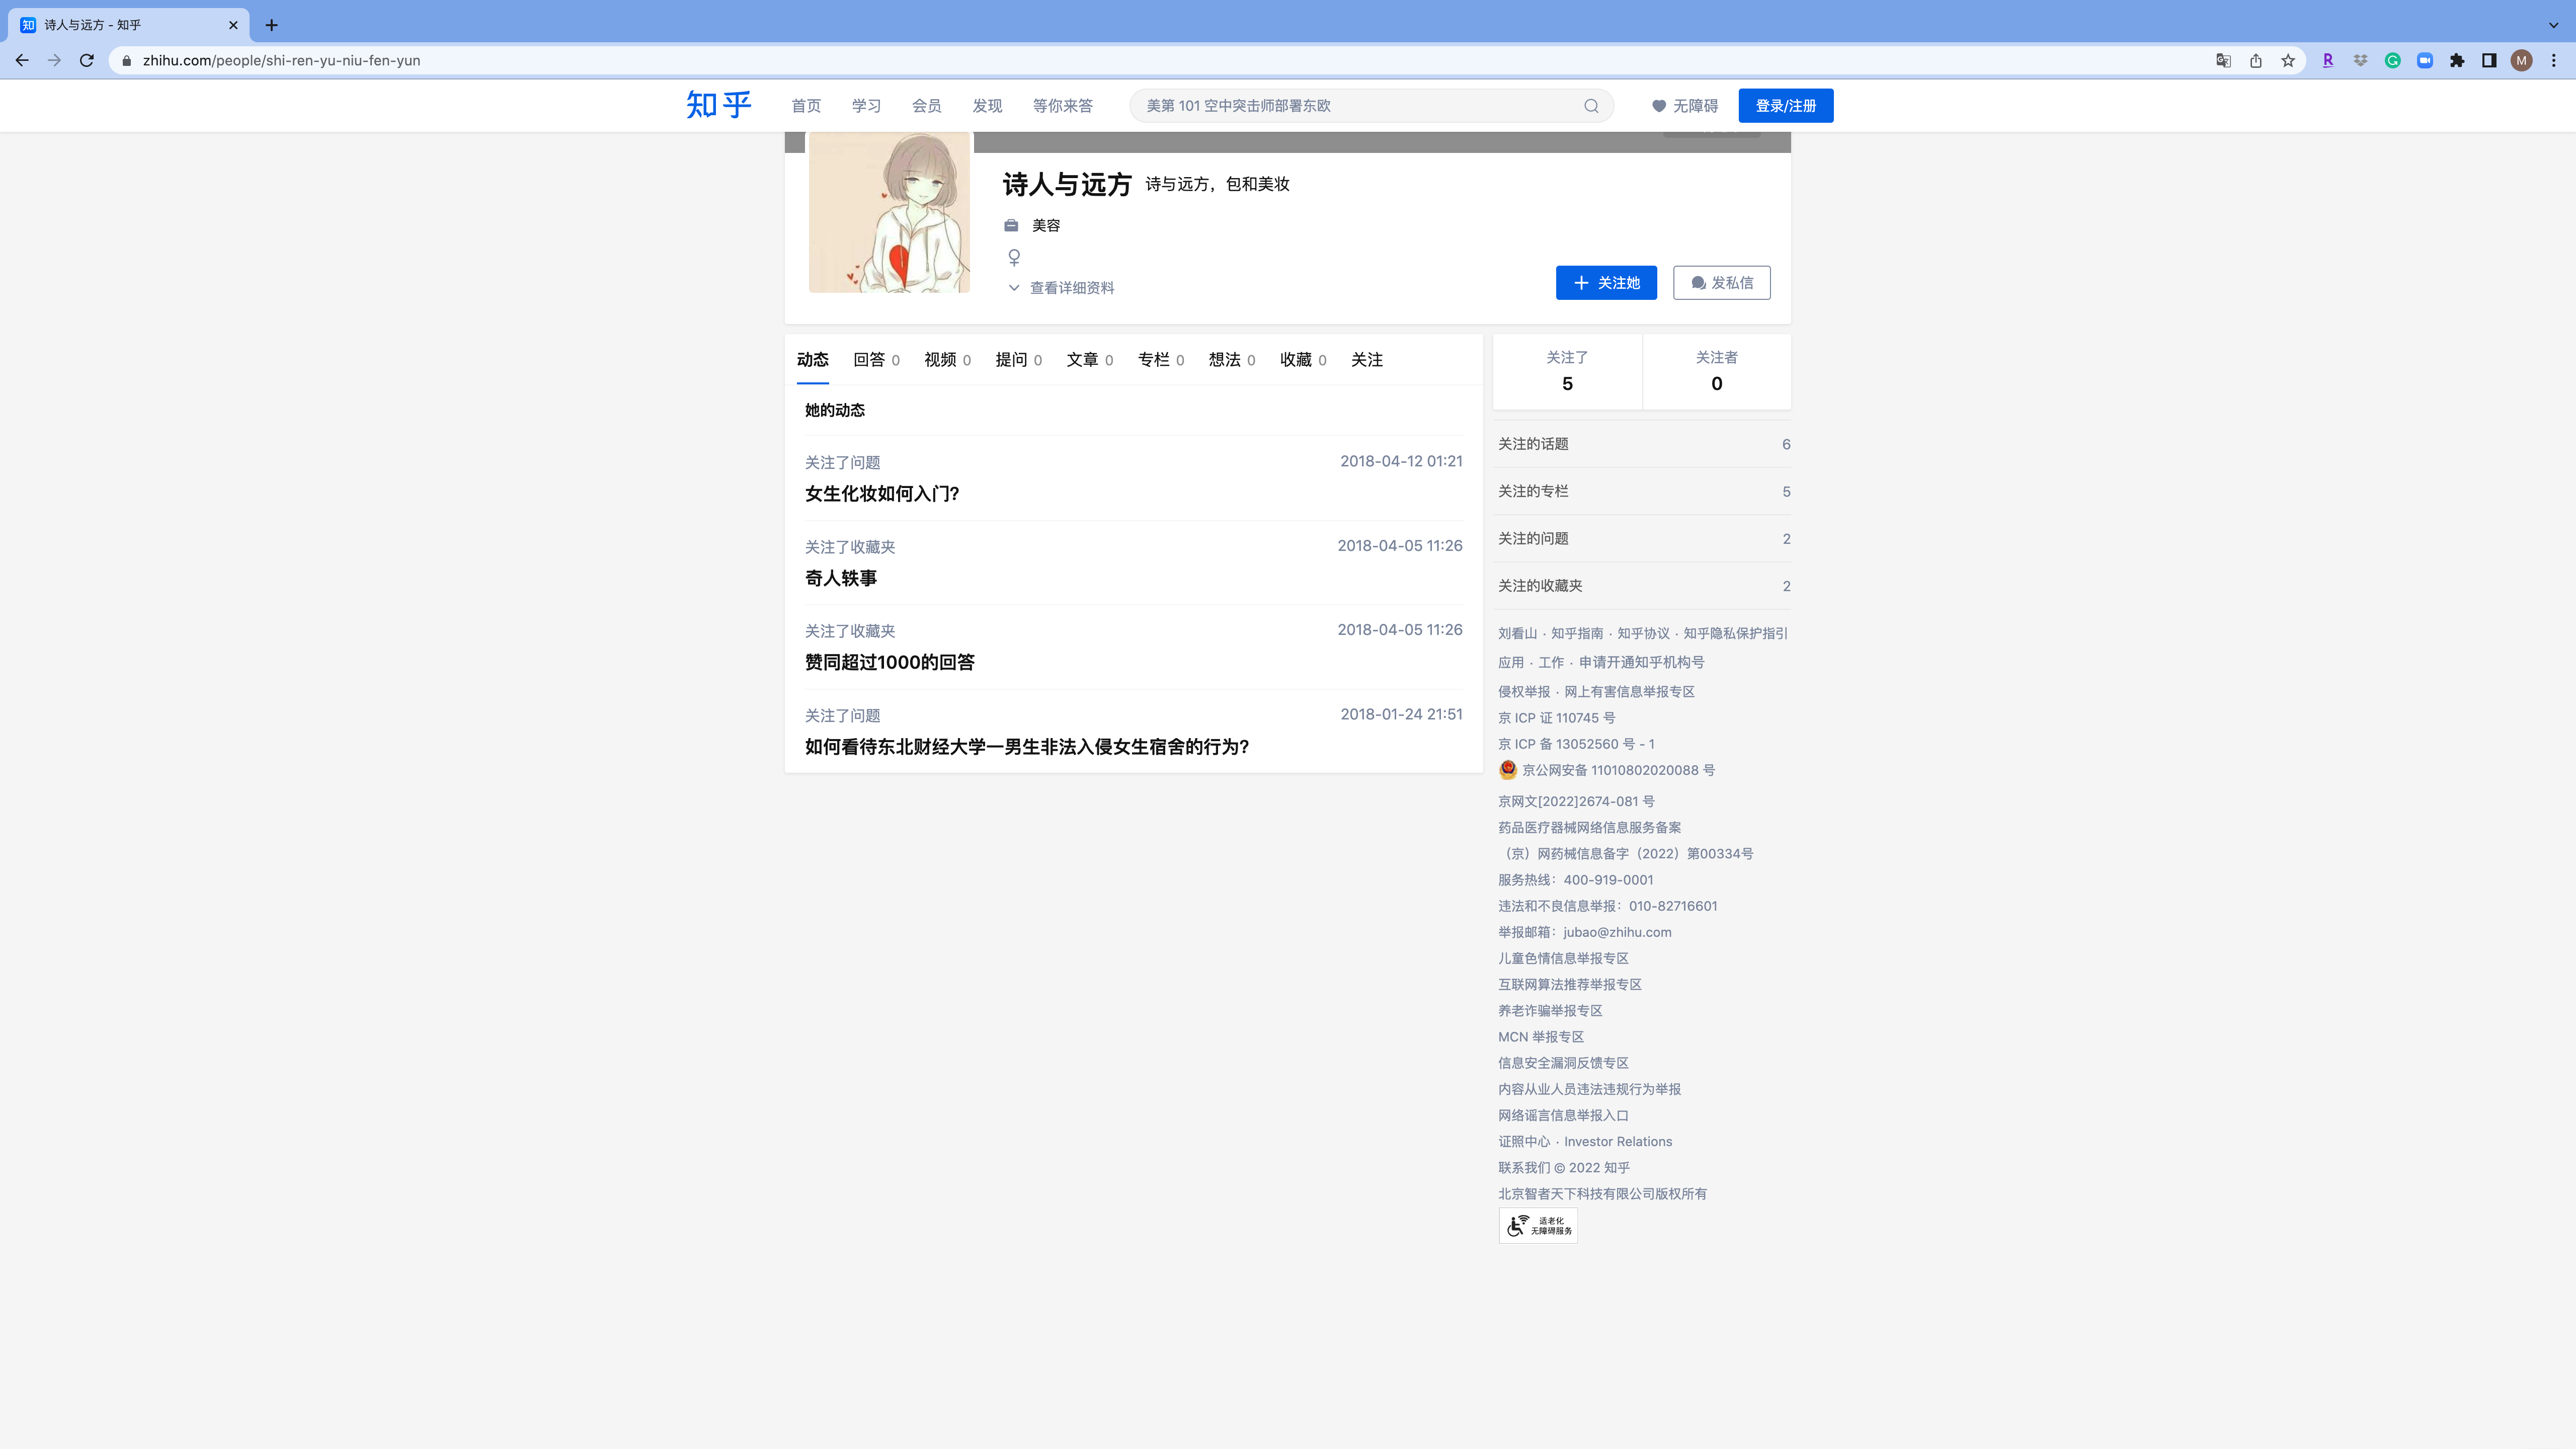 诗人与远方 - 知乎
zhihu.com/people/shi-ren-yu-niu-fen-yun
M
知乎 首页 学习 会员 发现 等你来答 美第 101 空中突击师部署东欧 无障碍 登录/注册
诗人与远方 诗与远方，包和美妆
美容
查看详细资料
关注她 发私信
动态 回答 0 视频 0 提问 0 文章 0 专栏 0 想法 0 收藏 0 关注
她的动态
关注了问题 2018-04-12 01:21
女生化妆如何入门?
关注了收藏夹 2018-04-05 11:26
奇人轶事
关注了收藏夹 2018-04-05 11:26
赞同超过1000的回答
关注了问题 2018-01-24 21:51
如何看待东北财经大学一男生非法入侵女生宿舍的行为?
关注了 关注者
5 0
关注的话题 6
关注的专栏 5
关注的问题 2
关注的收藏夹 2
刘看山 · 知乎指南 · 知乎协议 · 知乎隐私保护指引
应用 · 工作 · 申请开通知乎机构号
侵权举报 · 网上有害信息举报专区
京 ICP 证 110745 号
京 ICP 备 13052560 号 - 1
京公网安备 11010802020088 号
京网文[2022]2674-081 号
药品医疗器械网络信息服务备案
（京）网药械信息备字（2022）第00334号
服务热线：400-919-0001
违法和不良信息举报：010-82716601
举报邮箱：jubao@zhihu.com
儿童色情信息举报专区
互联网算法推荐举报专区
养老诈骗举报专区
MCN 举报专区
信息安全漏洞反馈专区
内容从业人员违法违规行为举报
网络谣言信息举报入口
证照中心 · Investor Relations
联系我们 © 2022 知乎
北京智者天下科技有限公司版权所有
适老化
无障碍服务